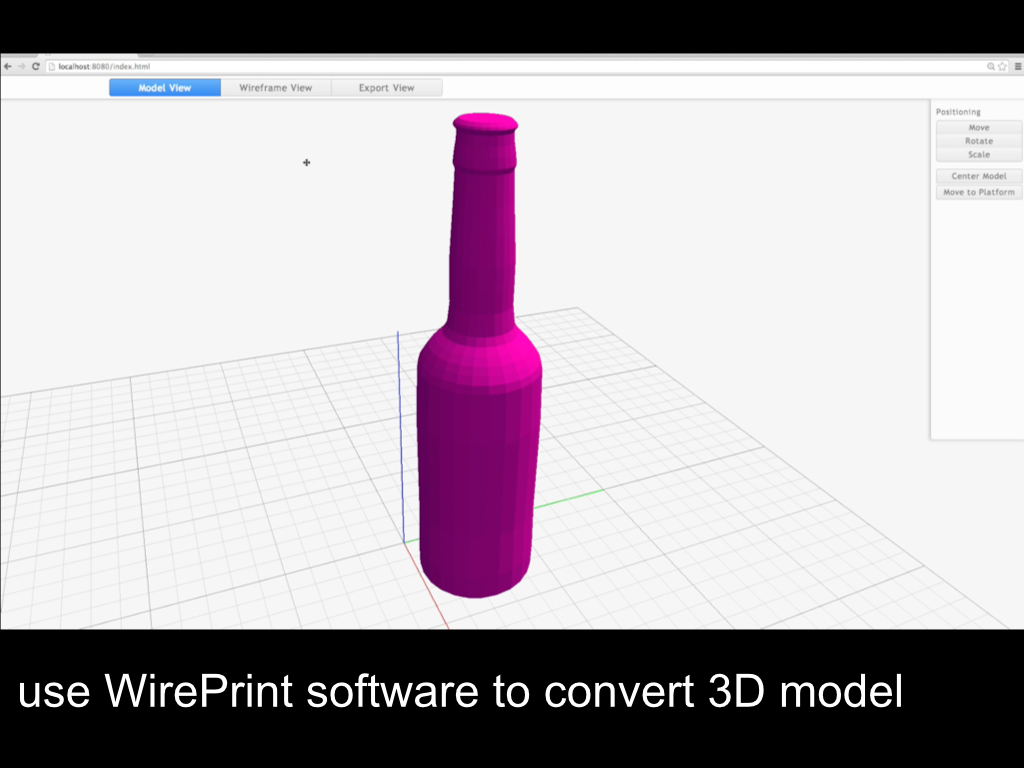 localhost:8080/index.html
Model View Wireframe View Export View
Positioning
Move
Rotate
Scale
Center Model
Move to Platform
use WirePrint software to convert 3D model